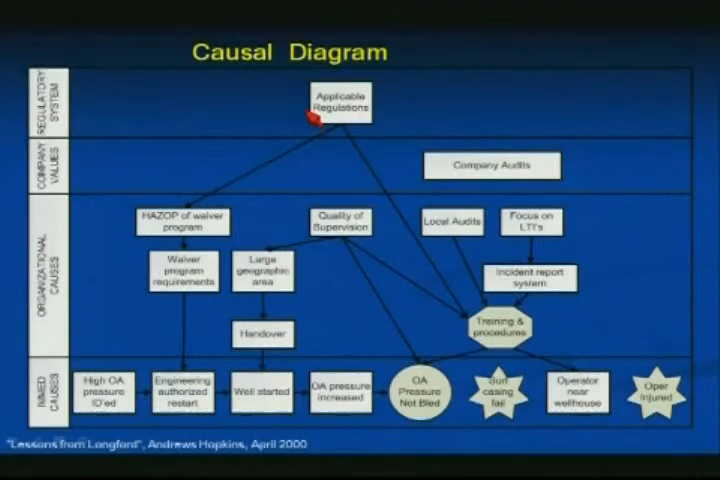 Causal Diagram
REGULATORY
SYSTEM
Applicable
Regulations
COMPANY
VALUES
Company Audits
ORGANIZATIONAL
CAUSES
HAZOP of waiver
program
Quality of
Supervision
Local Audits
Focus on
LTI's
Waiver
program
requirements
Large
geographic
area
Incident report
system
Handover
Training &
procedures
IMMED
CAUSES
High OA
pressure
ID'ed
Engineering
authorized
restart
Well started
OA pressure
increased
OA
Pressure
Not Bled
Surf
casing
fail
Operator
near
wellhouse
Oper
Injured
"Lessons from Longford", Andrews Hopkins, April 2000